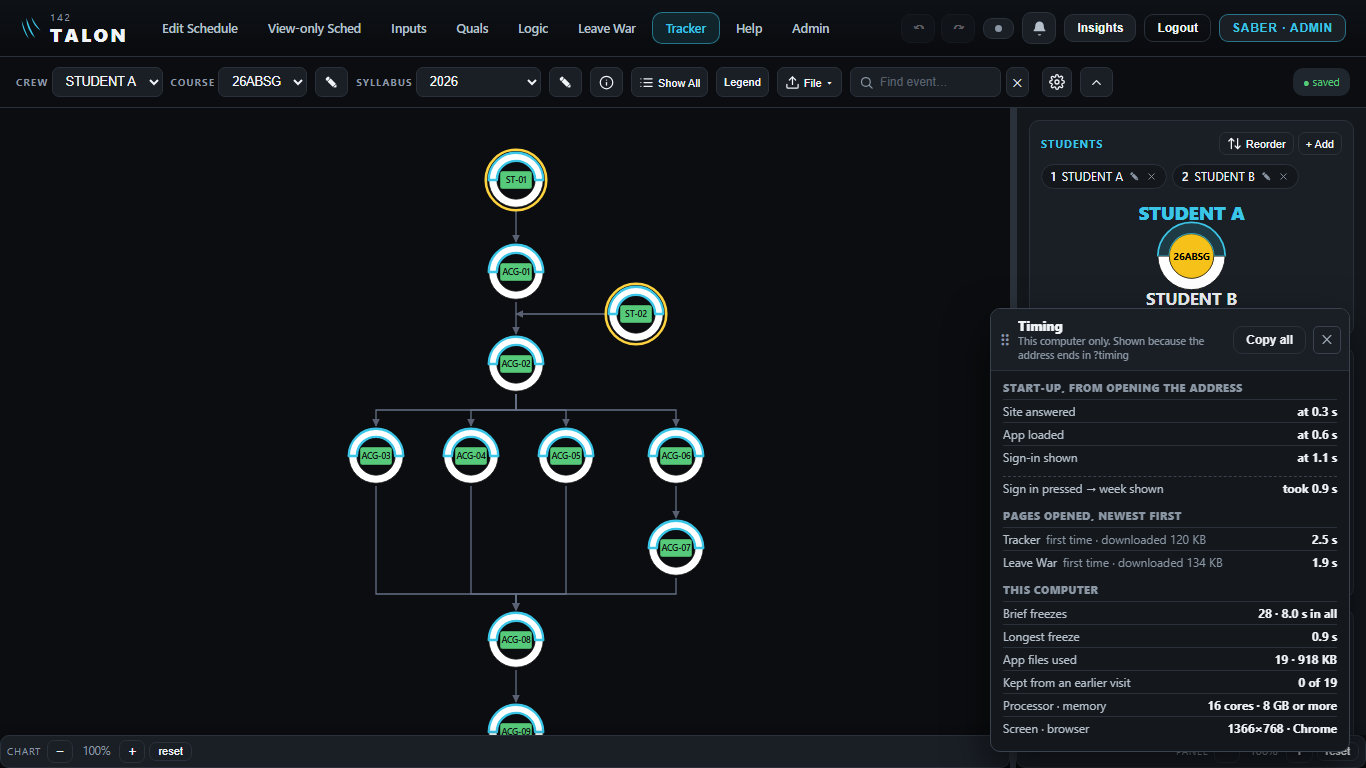 142
TALON
Edit Schedule
View-only Sched
Inputs
Quals
Logic
Leave War
Tracker
Help
Admin
Insights
Logout
SABER · ADMIN
CREW
STUDENT A
COURSE
26ABSG
SYLLABUS
2026
Show All
Legend
File
Find event...
saved
ST-01
ACG-01
ST-02
ACG-02
ACG-03
ACG-04
ACG-05
ACG-06
ACG-07
ACG-08
ACG-09
STUDENTS
Reorder
+ Add
1 STUDENT A
2 STUDENT B
STUDENT A
26ABSG
STUDENT B
Timing
This computer only. Shown because the
address ends in ?timing
Copy all
START-UP, FROM OPENING THE ADDRESS
Site answered at 0.3 s
App loaded at 0.6 s
Sign-in shown at 1.1 s
Sign in pressed → week shown took 0.9 s
PAGES OPENED, NEWEST FIRST
Tracker first time · downloaded 120 KB 2.5 s
Leave War first time · downloaded 134 KB 1.9 s
THIS COMPUTER
Brief freezes 28 · 8.0 s in all
Longest freeze 0.9 s
App files used 19 · 918 KB
Kept from an earlier visit 0 of 19
Processor · memory 16 cores · 8 GB or more
Screen · browser 1366×768 · Chrome
CHART − 100% + reset